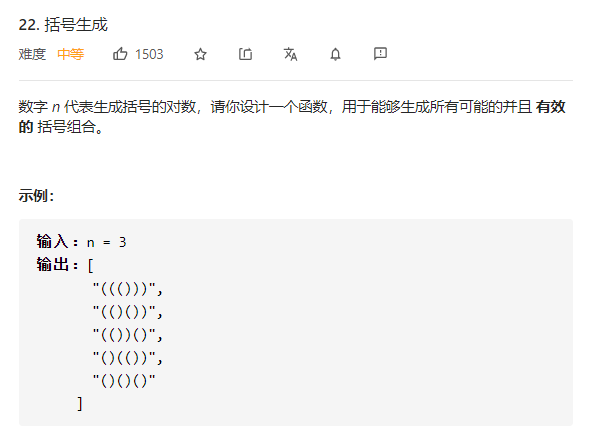 22. 括号生成
难度 中等 1503
数字 n 代表生成括号的对数，请你设计一个函数，用于能够生成所有可能的并且 有效
的 括号组合。
示例：
输入：n = 3
输出：[
"((()))",
"(()())",
"(())()",
"()(())",
"()()()"
]